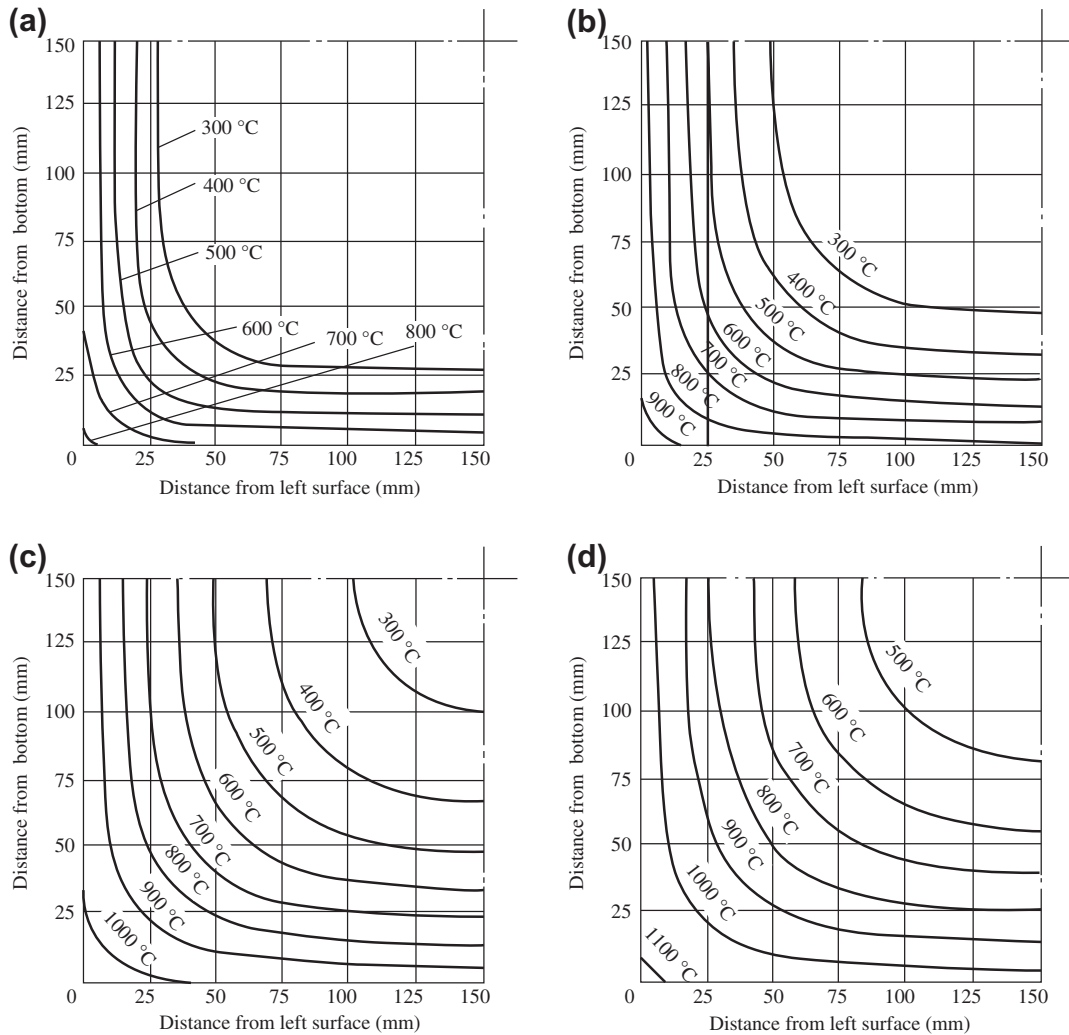 (a)
150
125
100
75
50
25
0
25
50
75
100
125
150
Distance from bottom (mm)
Distance from left surface (mm)
300 °C
400 °C
500 °C
600 °C
700 °C
800 °C
(b)
150
125
100
75
50
25
0
25
50
75
100
125
150
Distance from bottom (mm)
Distance from left surface (mm)
300 °C
400 °C
500 °C
600 °C
700 °C
800 °C
900 °C
(c)
150
125
100
75
50
25
0
25
50
75
100
125
150
Distance from bottom (mm)
Distance from left surface (mm)
300 °C
400 °C
500 °C
600 °C
700 °C
800 °C
900 °C
1000 °C
(d)
150
125
100
75
50
25
0
25
50
75
100
125
150
Distance from bottom (mm)
Distance from left surface (mm)
500 °C
600 °C
700 °C
800 °C
900 °C
1000 °C
1100 °C